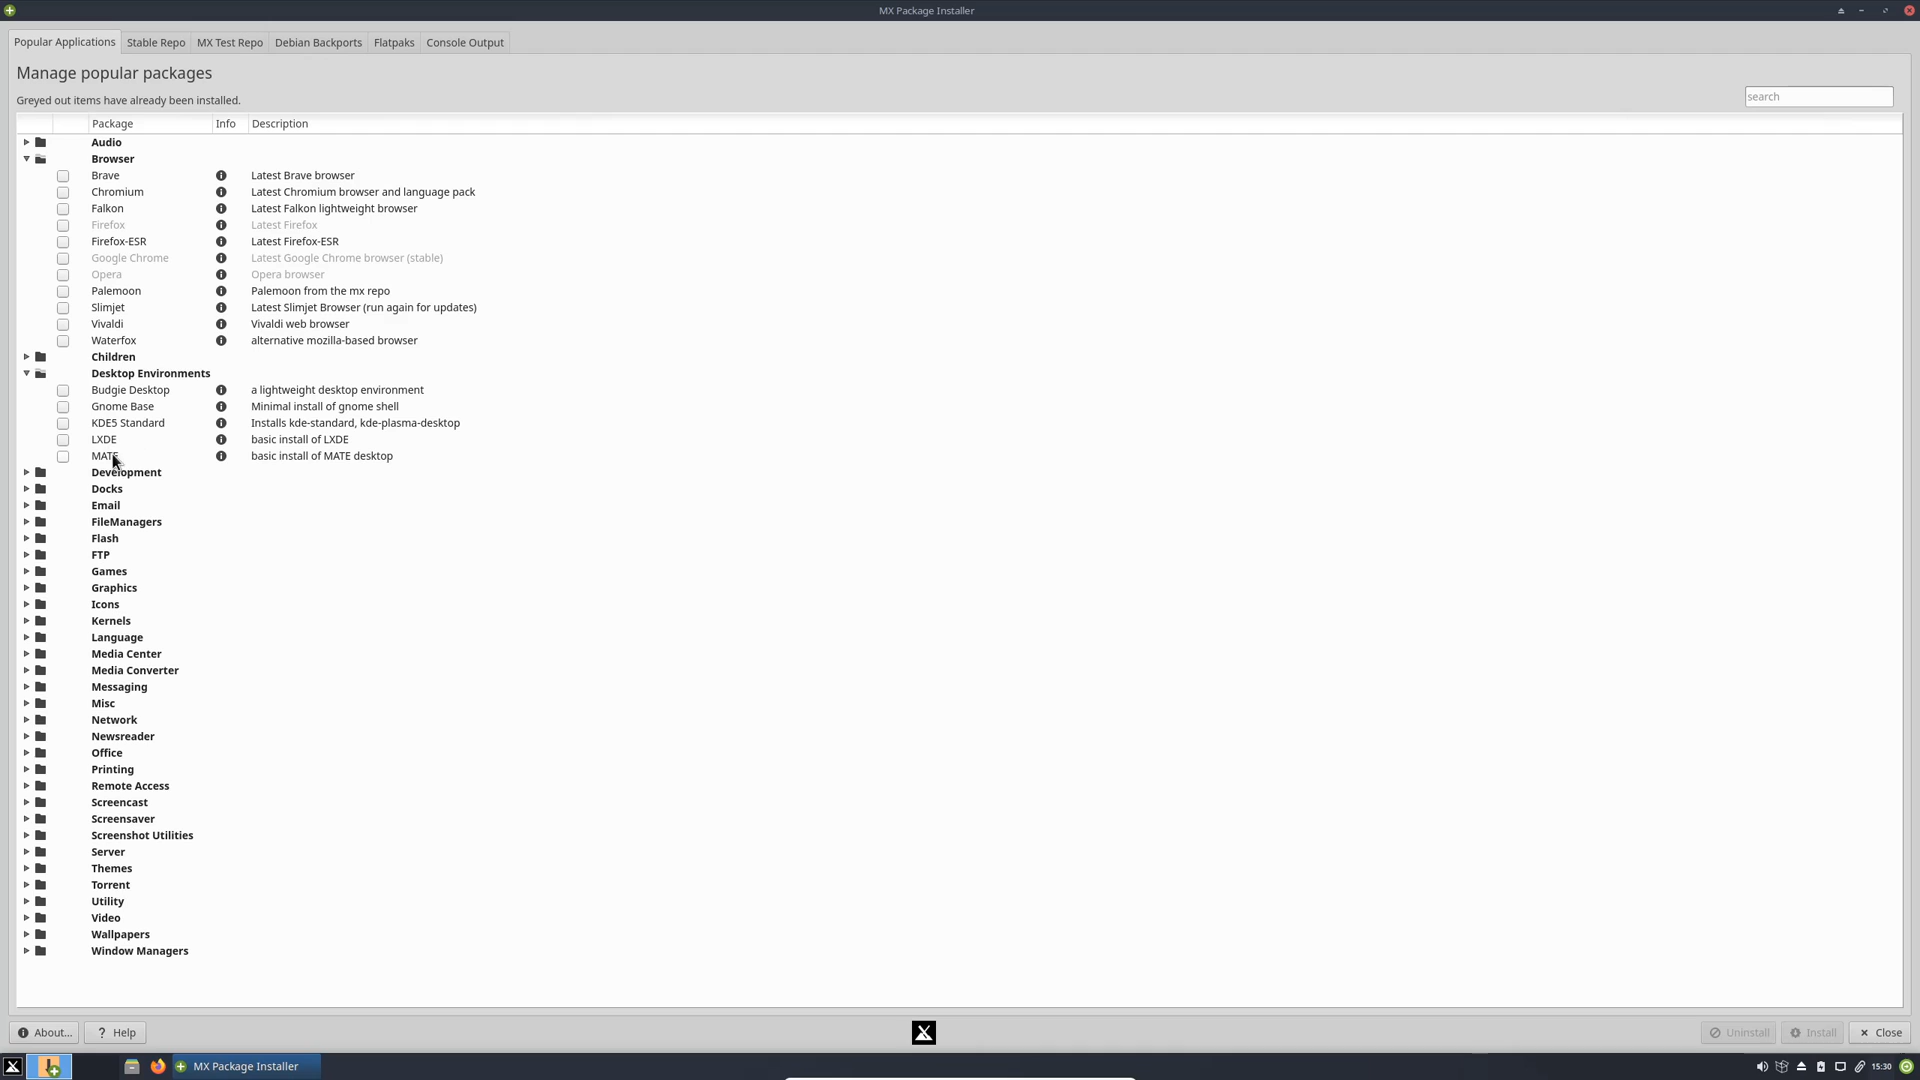 MX Package Installer
Popular Applications Stable Repo MX Test Repo Debian Backports Flatpaks Console Output
Manage popular packages
Greyed out items have already been installed.
search
Package Info Description
Audio
Browser
Brave Latest Brave browser
Chromium Latest Chromium browser and language pack
Falkon Latest Falkon lightweight browser
Firefox Latest Firefox
Firefox-ESR Latest Firefox-ESR
Google Chrome Latest Google Chrome browser (stable)
Opera Opera browser
Palemoon Palemoon from the mx repo
Slimjet Latest Slimjet Browser (run again for updates)
Vivaldi Vivaldi web browser
Waterfox alternative mozilla-based browser
Children
Desktop Environments
Budgie Desktop a lightweight desktop environment
Gnome Base Minimal install of gnome shell
KDE5 Standard Installs kde-standard, kde-plasma-desktop
LXDE basic install of LXDE
MATE basic install of MATE desktop
Development
Docks
Email
FileManagers
Flash
FTP
Games
Graphics
Icons
Kernels
Language
Media Center
Media Converter
Messaging
Misc
Network
Newsreader
Office
Printing
Remote Access
Screencast
Screensaver
Screenshot Utilities
Server
Themes
Torrent
Utility
Video
Wallpapers
Window Managers
About... Help Uninstall Install Close
MX Package Installer 15:30